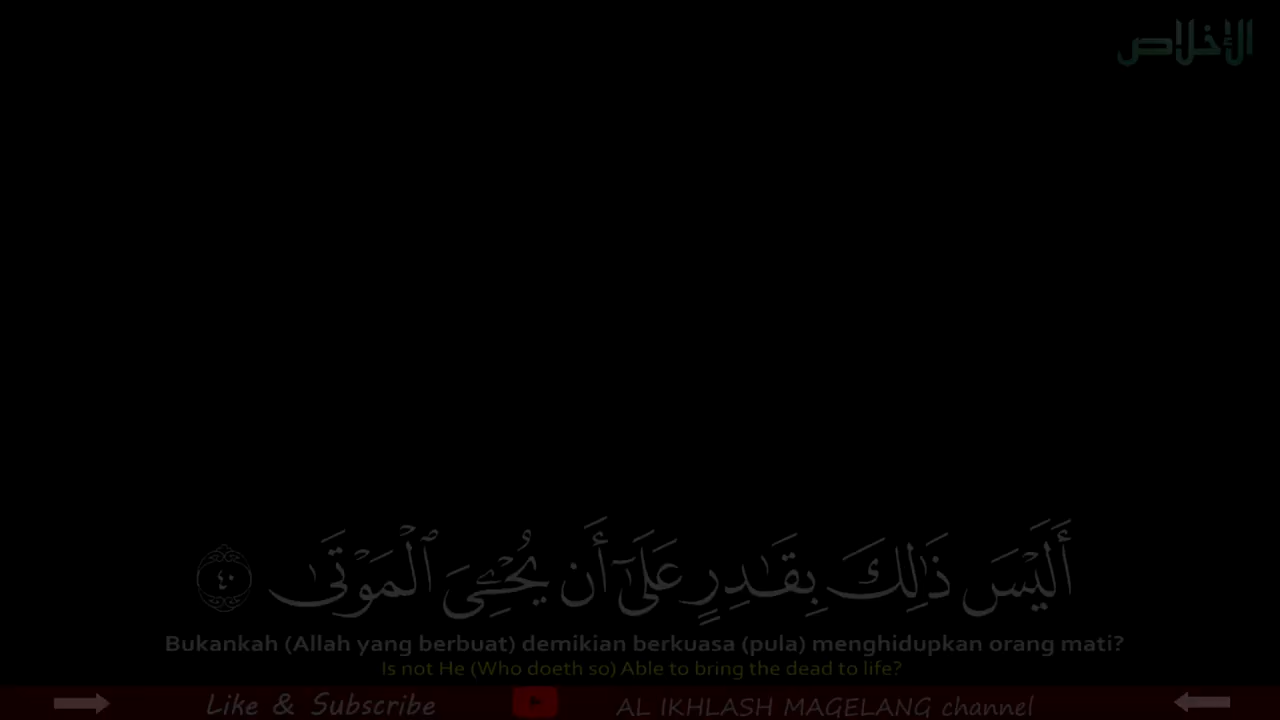 الإخلاص
أَلَيْسَ ذَٰلِكَ بِقَٰدِرٍ عَلَىٰٓ أَن يُحْۦِىَ ٱلْمَوْتَىٰ ٤٠
Bukankah (Allah yang berbuat) demikian berkuasa (pula) menghidupkan orang mati?
Is not He (Who doeth so) Able to bring the dead to life?
Like & Subscribe AL IKHLASH MAGELANG channel